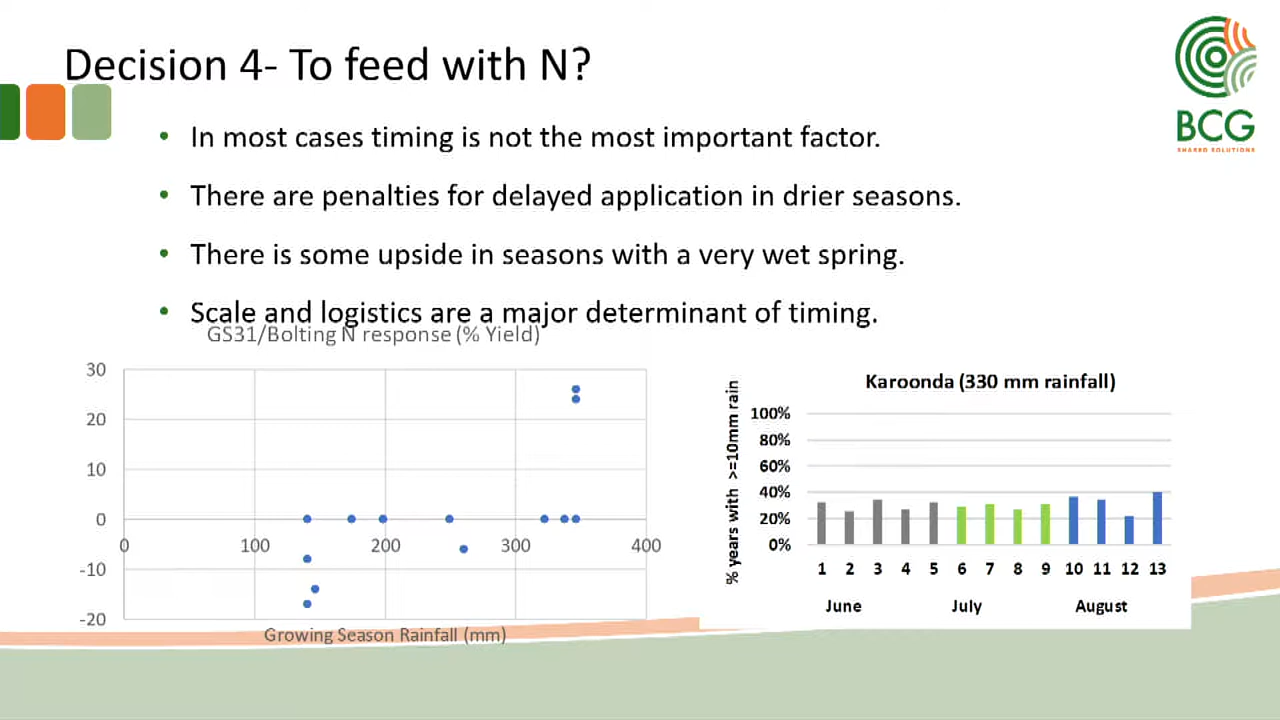 Decision 4- To feed with N?
BCG
SHARED SOLUTIONS
• In most cases timing is not the most important factor.
• There are penalties for delayed application in drier seasons.
• There is some upside in seasons with a very wet spring.
• Scale and logistics are a major determinant of timing.
GS31/Bolting N response (% Yield)
30
20
10
0
-10
-20
0 100 200 300 400
Growing Season Rainfall (mm)
Karoonda (330 mm rainfall)
% years with >=10mm rain
100%
80%
60%
40%
20%
0%
1 2 3 4 5 6 7 8 9 10 11 12 13
June July August